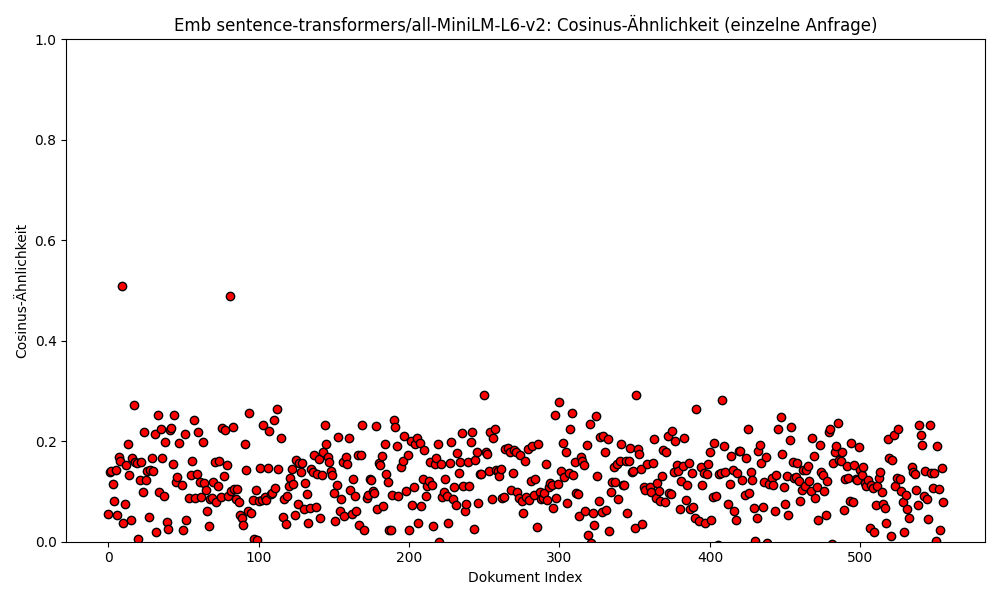 Emb sentence-transformers/all-MiniLM-L6-v2: Cosinus-Ähnlichkeit (einzelne Anfrage)
1.0
0.8
0.6
0.4
0.2
0.0
Cosinus-Ähnlichkeit
0 100 200 300 400 500
Dokument Index